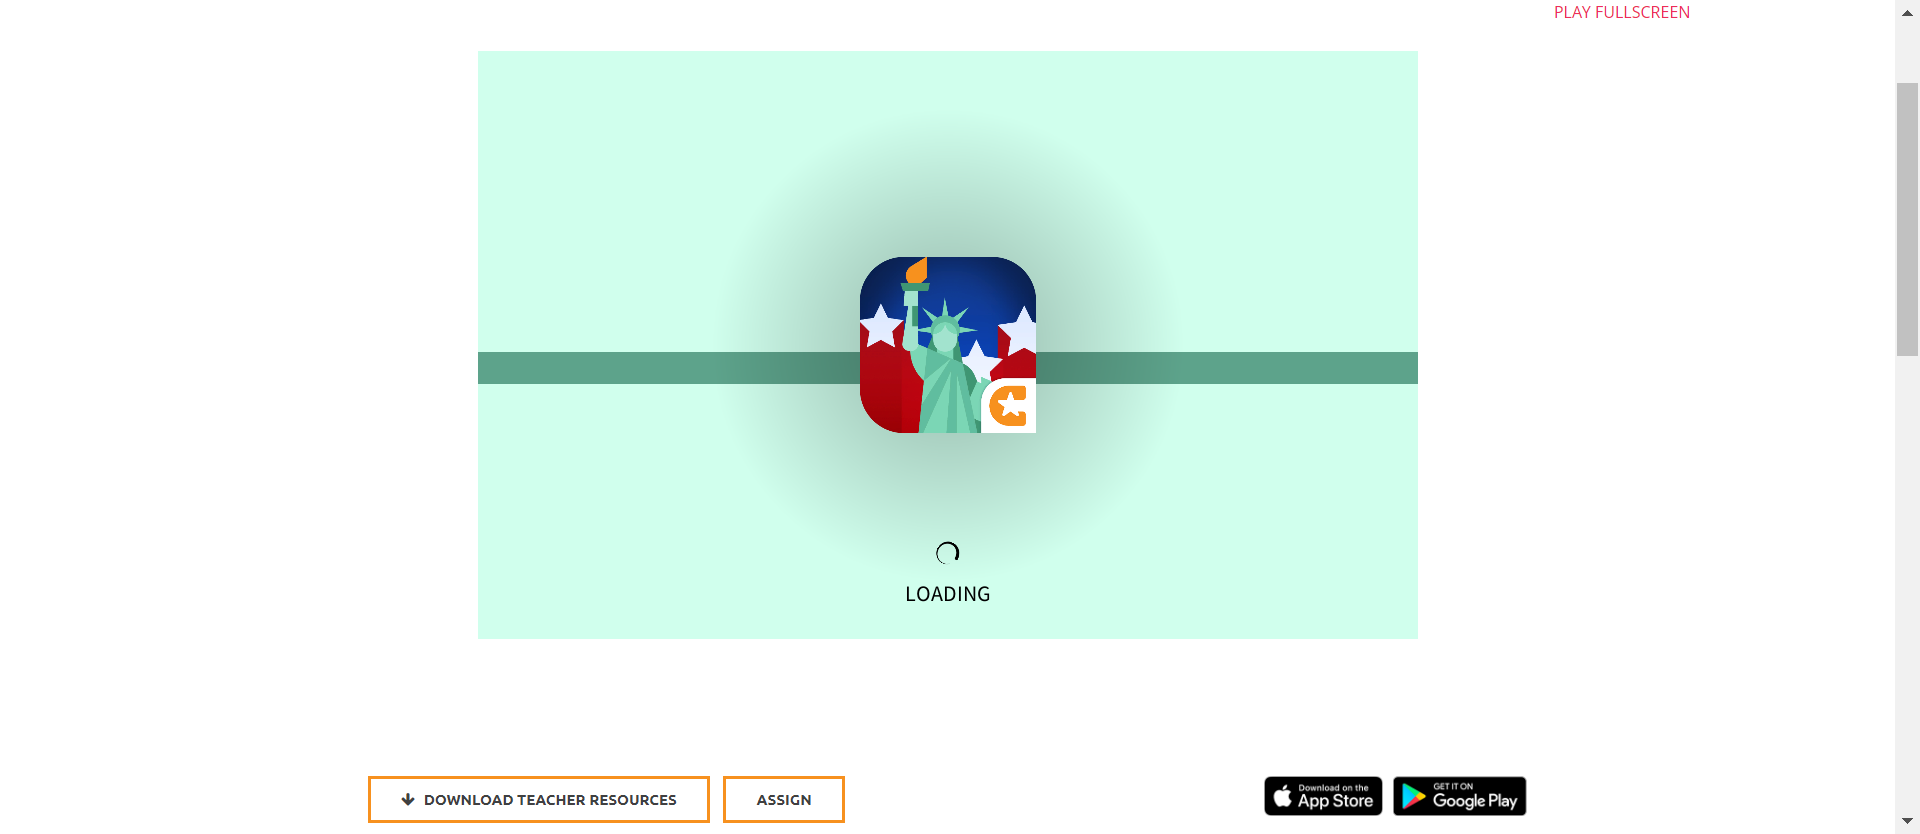 PLAY FULLSCREEN
LOADING
DOWNLOAD TEACHER RESOURCES
ASSIGN
Download on the
App Store
GET IT ON
Google Play